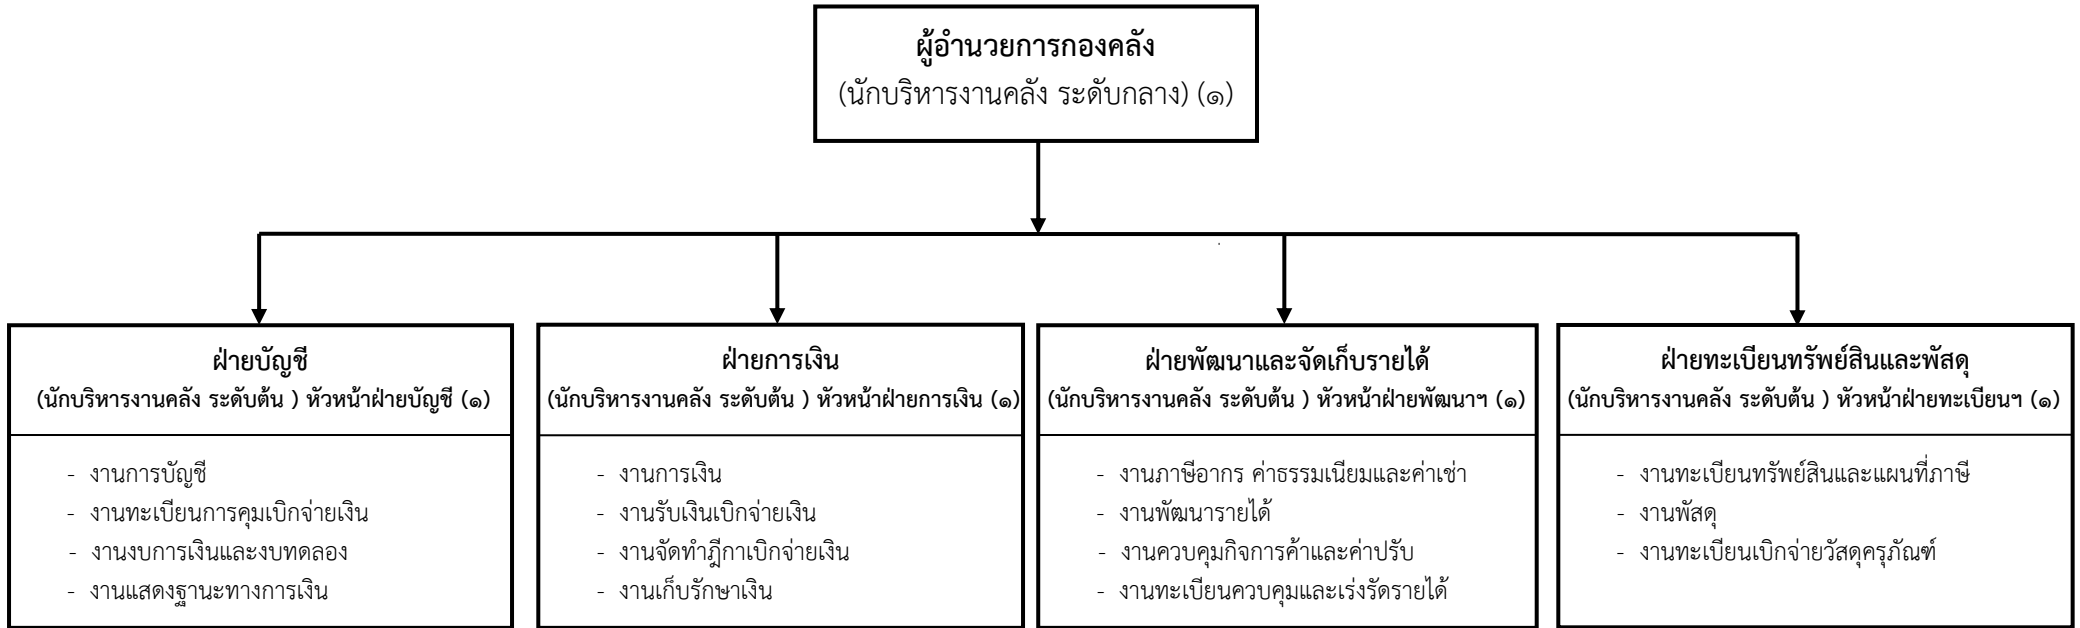 ผู้อำนวยการกองคลัง
(นักบริหารงานคลัง ระดับกลาง) (๑)
ฝ่ายบัญชี
(นักบริหารงานคลัง ระดับต้น ) หัวหน้าฝ่ายบัญชี (๑)
- งานการบัญชี
- งานทะเบียนการคุมเบิกจ่ายเงิน
- งานงบการเงินและงบทดลอง
- งานแสดงฐานะทางการเงิน
ฝ่ายการเงิน
(นักบริหารงานคลัง ระดับต้น ) หัวหน้าฝ่ายการเงิน (๑)
- งานการเงิน
- งานรับเงินเบิกจ่ายเงิน
- งานจัดทำฎีกาเบิกจ่ายเงิน
- งานเก็บรักษาเงิน
ฝ่ายพัฒนาและจัดเก็บรายได้
(นักบริหารงานคลัง ระดับต้น ) หัวหน้าฝ่ายพัฒนาฯ (๑)
- งานภาษีอากร ค่าธรรมเนียมและค่าเช่า
- งานพัฒนารายได้
- งานควบคุมกิจการค้าและค่าปรับ
- งานทะเบียนควบคุมและเร่งรัดรายได้
ฝ่ายทะเบียนทรัพย์สินและพัสดุ
(นักบริหารงานคลัง ระดับต้น ) หัวหน้าฝ่ายทะเบียนฯ (๑)
- งานทะเบียนทรัพย์สินและแผนที่ภาษี
- งานพัสดุ
- งานทะเบียนเบิกจ่ายวัสดุครุภัณฑ์